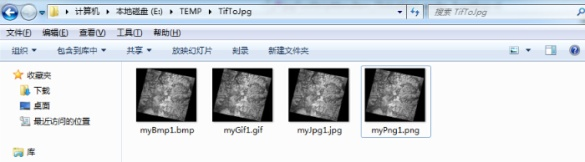 计算机 ▸ 本地磁盘 (E:) ▸ TEMP ▸ TifToJpg
搜索 TifToJpg
文件(F) 编辑(E) 查看(V) 工具(T) 帮助(H)
组织 包含到库中 共享 放映幻灯片 刻录 新建文件夹
收藏夹
下载
桌面
最近访问的位置
库
myBmp1.bmp myGif1.gif myJpg1.jpg myPng1.png